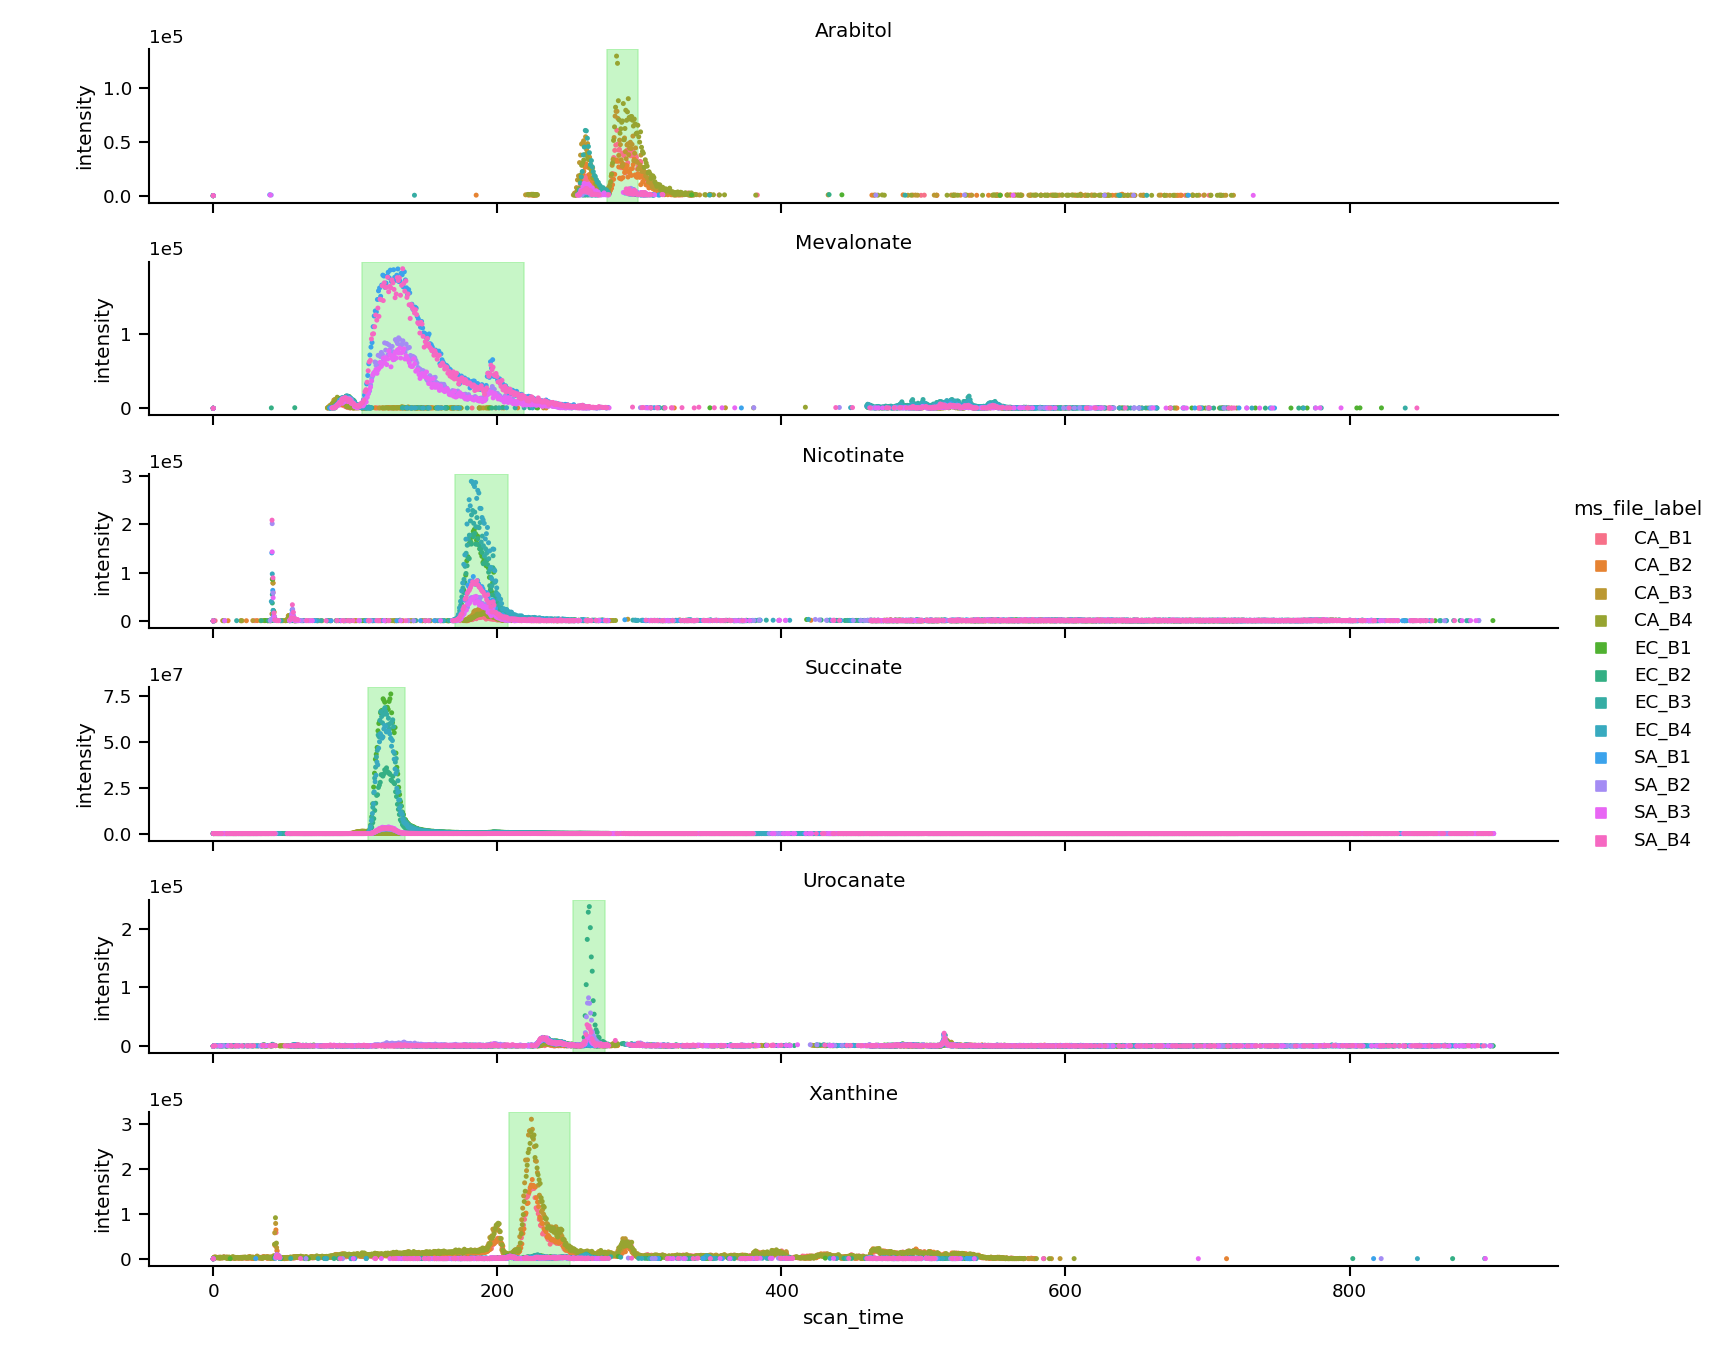 Arabitol
1e5
1.0
0.5
0.0
intensity
Mevalonate
1e5
1
0
intensity
Nicotinate
1e5
3
2
1
0
intensity
Succinate
1e7
7.5
5.0
2.5
0.0
intensity
Urocanate
1e5
2
1
0
intensity
Xanthine
1e5
3
2
1
0
intensity
0 200 400 600 800
scan_time
ms_file_label
CA_B1
CA_B2
CA_B3
CA_B4
EC_B1
EC_B2
EC_B3
EC_B4
SA_B1
SA_B2
SA_B3
SA_B4